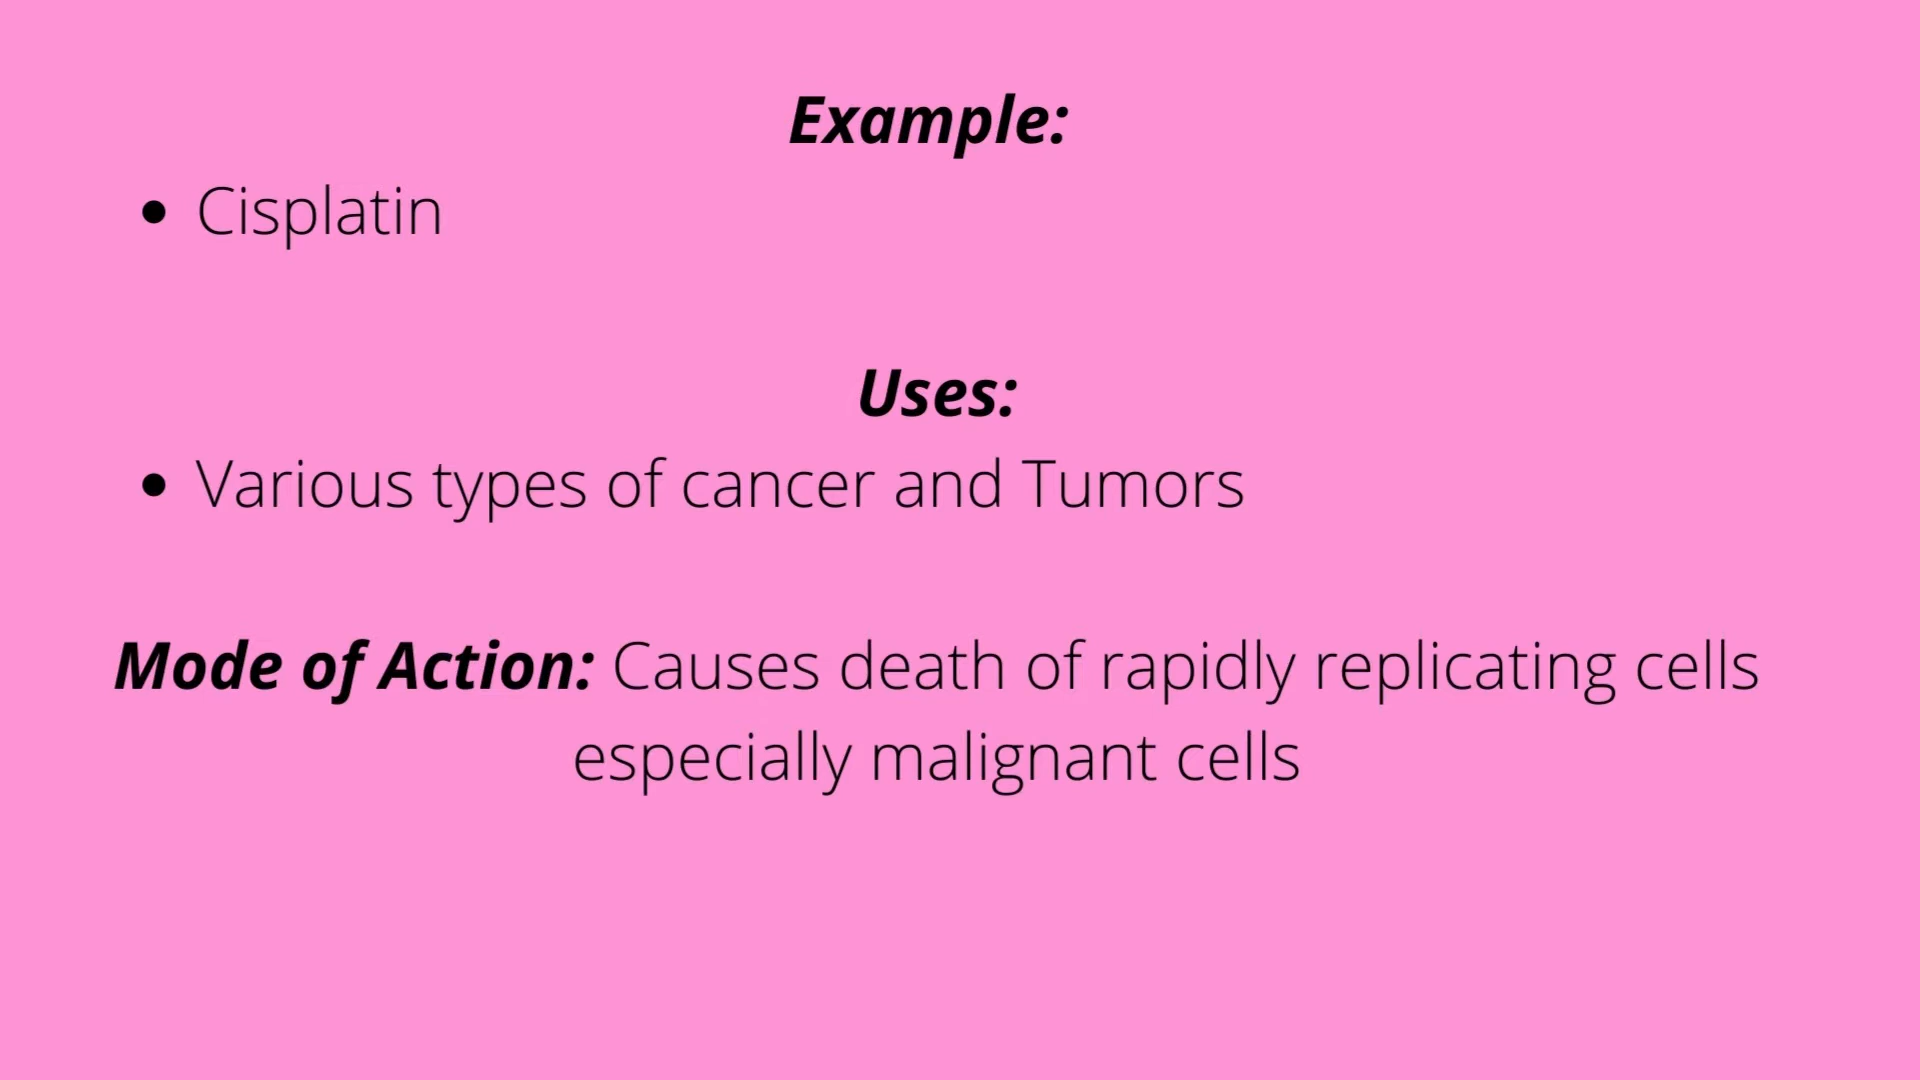 Example:
• Cisplatin
Uses:
• Various types of cancer and Tumors
Mode of Action: Causes death of rapidly replicating cells
especially malignant cells